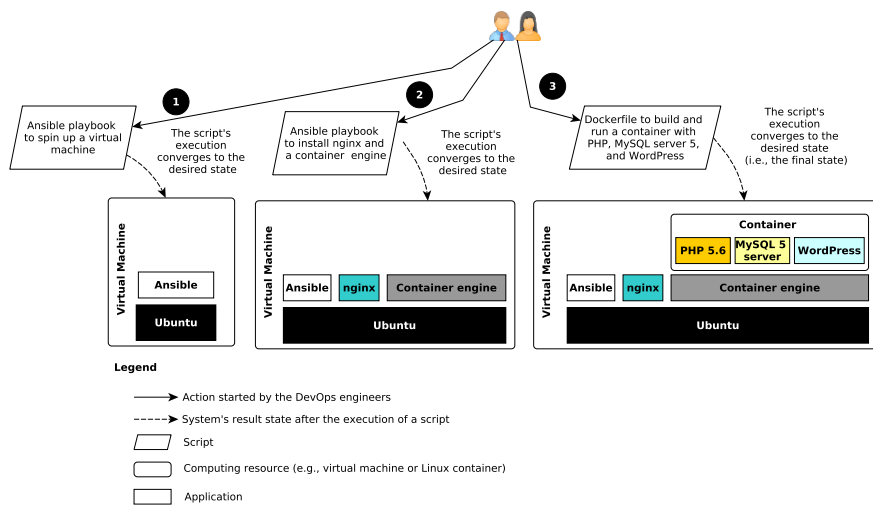 1
2
3
Ansible playbook
to spin up a virtual
machine
The script's
execution
converges to the
desired state
Ansible playbook
to install nginx and
a container engine
The script's
execution
converges to the
desired state
Dockerfile to build and
run a container with
PHP, MySQL server 5,
and WordPress
The script's
execution
converges to the
desired state
(i.e., the final state)
Virtual Machine
Ansible
Ubuntu
Virtual Machine
Ansible
nginx
Container engine
Ubuntu
Virtual Machine
Container
PHP 5.6
MySQL 5
server
WordPress
Ansible
nginx
Container engine
Ubuntu
Legend
Action started by the DevOps engineers
System's result state after the execution of a script
Script
Computing resource (e.g., virtual machine or Linux container)
Application